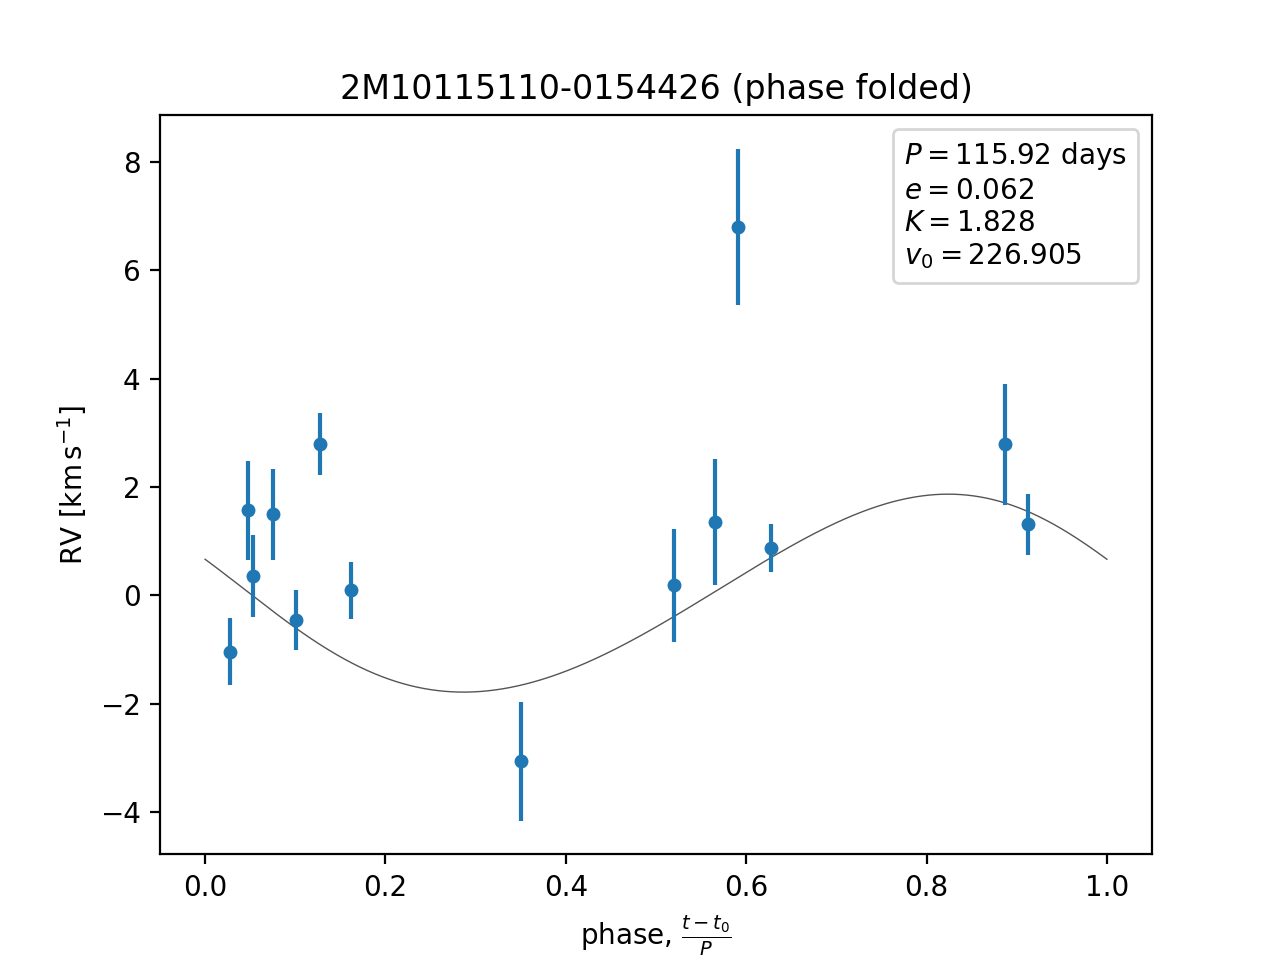 2M10115110-0154426 (phase folded)
P = 115.92 days
e = 0.062
K = 1.828
v₀ = 226.905
RV [km s⁻¹]
8
6
4
2
0
−2
−4
0.0 0.2 0.4 0.6 0.8 1.0
phase, (t − t₀)/P